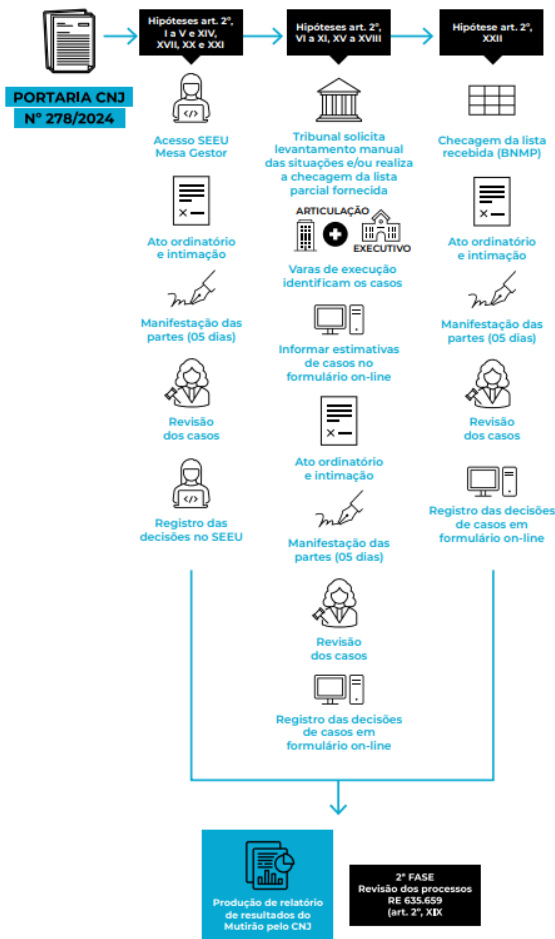 PORTARIA CNJ
Nº 278/2024
Hipóteses art. 2º,
I a V e XIV,
XVII, XX e XXI
Acesso SEEU
Mesa Gestor
Ato ordinatório
e intimação
Manifestação das
partes (05 dias)
Revisão
dos casos
Registro das
decisões no SEEU
Hipóteses art. 2º,
VI a XI, XV a XVIII
Tribunal solicita
levantamento manual
das situações e/ou realiza
a checagem da lista
parcial fornecida
ARTICULAÇÃO
EXECUTIVO
Varas de execução
identificam os casos
Informar estimativas
de casos no
formulário on-line
Ato ordinatório
e intimação
Manifestação das
partes (05 dias)
Revisão
dos casos
Registro das decisões
de casos em
formulário on-line
Hipótese art. 2º,
XXII
Checagem da lista
recebida (BNMP)
Ato ordinatório
e intimação
Manifestação das
partes (05 dias)
Revisão
dos casos
Registro das decisões
de casos em
formulário on-line
Produção de relatório
de resultados do
Mutirão pelo CNJ
2ª FASE
Revisão dos processos
RE 635.659
(art. 2º, XIX